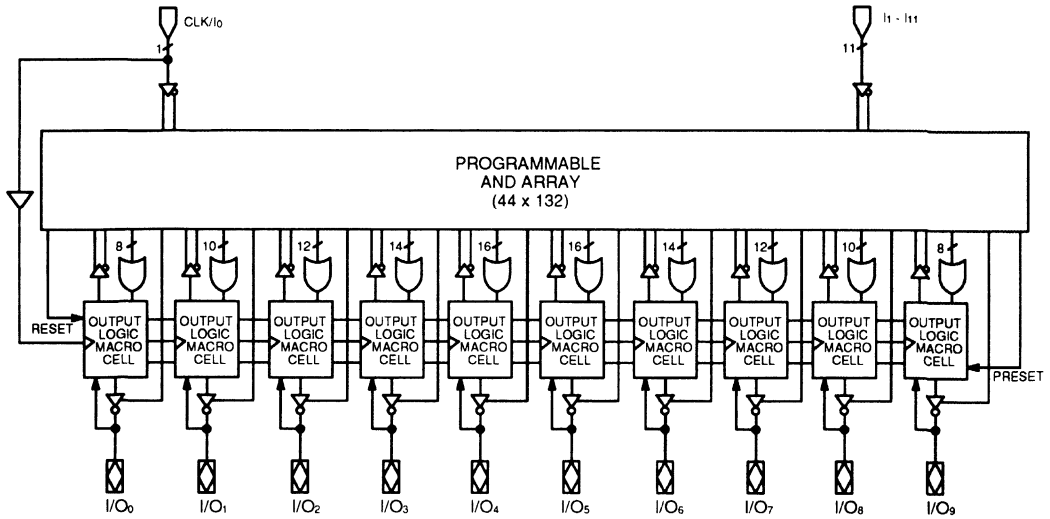 CLK/I0
I1 - I11
1
11
PROGRAMMABLE
AND ARRAY
(44 x 132)
8
10
12
14
16
16
14
12
10
8
RESET
OUTPUT LOGIC MACRO CELL
OUTPUT LOGIC MACRO CELL
OUTPUT LOGIC MACRO CELL
OUTPUT LOGIC MACRO CELL
OUTPUT LOGIC MACRO CELL
OUTPUT LOGIC MACRO CELL
OUTPUT LOGIC MACRO CELL
OUTPUT LOGIC MACRO CELL
OUTPUT LOGIC MACRO CELL
OUTPUT LOGIC MACRO CELL
PRESET
I/O0
I/O1
I/O2
I/O3
I/O4
I/O5
I/O6
I/O7
I/O8
I/O9